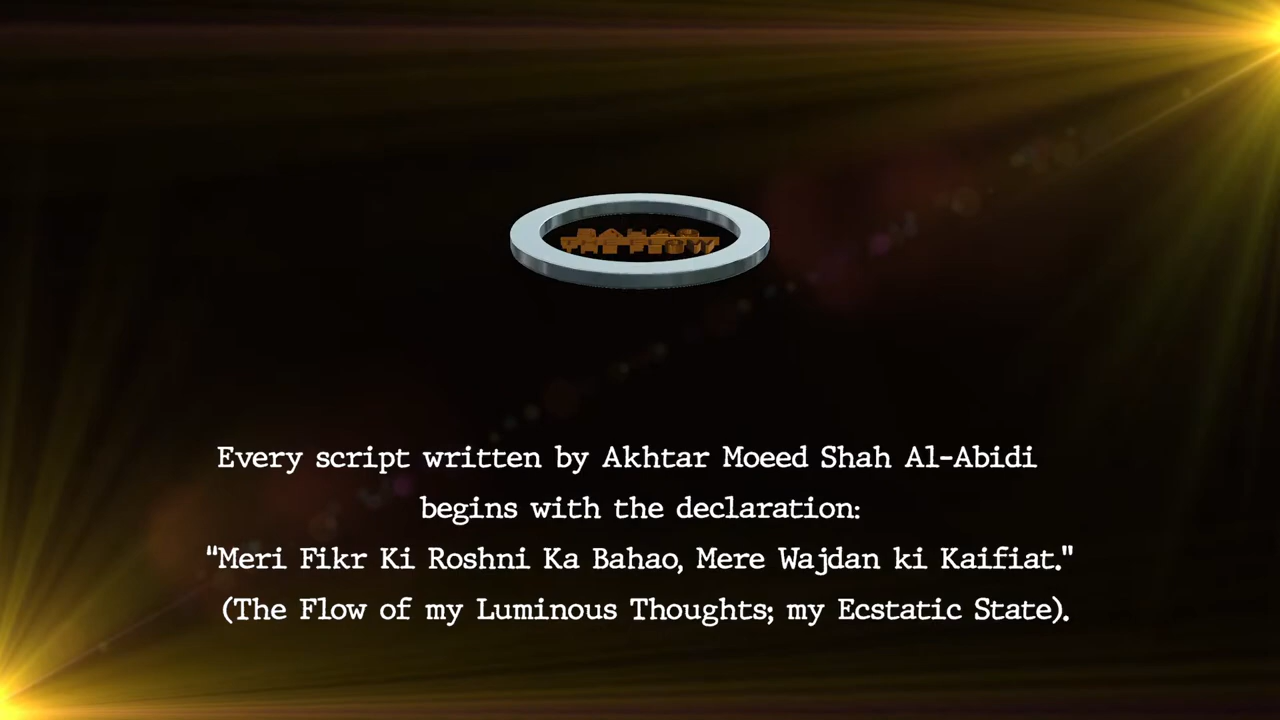 Every script written by Akhtar Moeed Shah Al-Abidi
begins with the declaration:
"Meri Fikr Ki Roshni Ka Bahao, Mere Wajdan ki Kaifiat."
(The Flow of my Luminous Thoughts; my Ecstatic State).